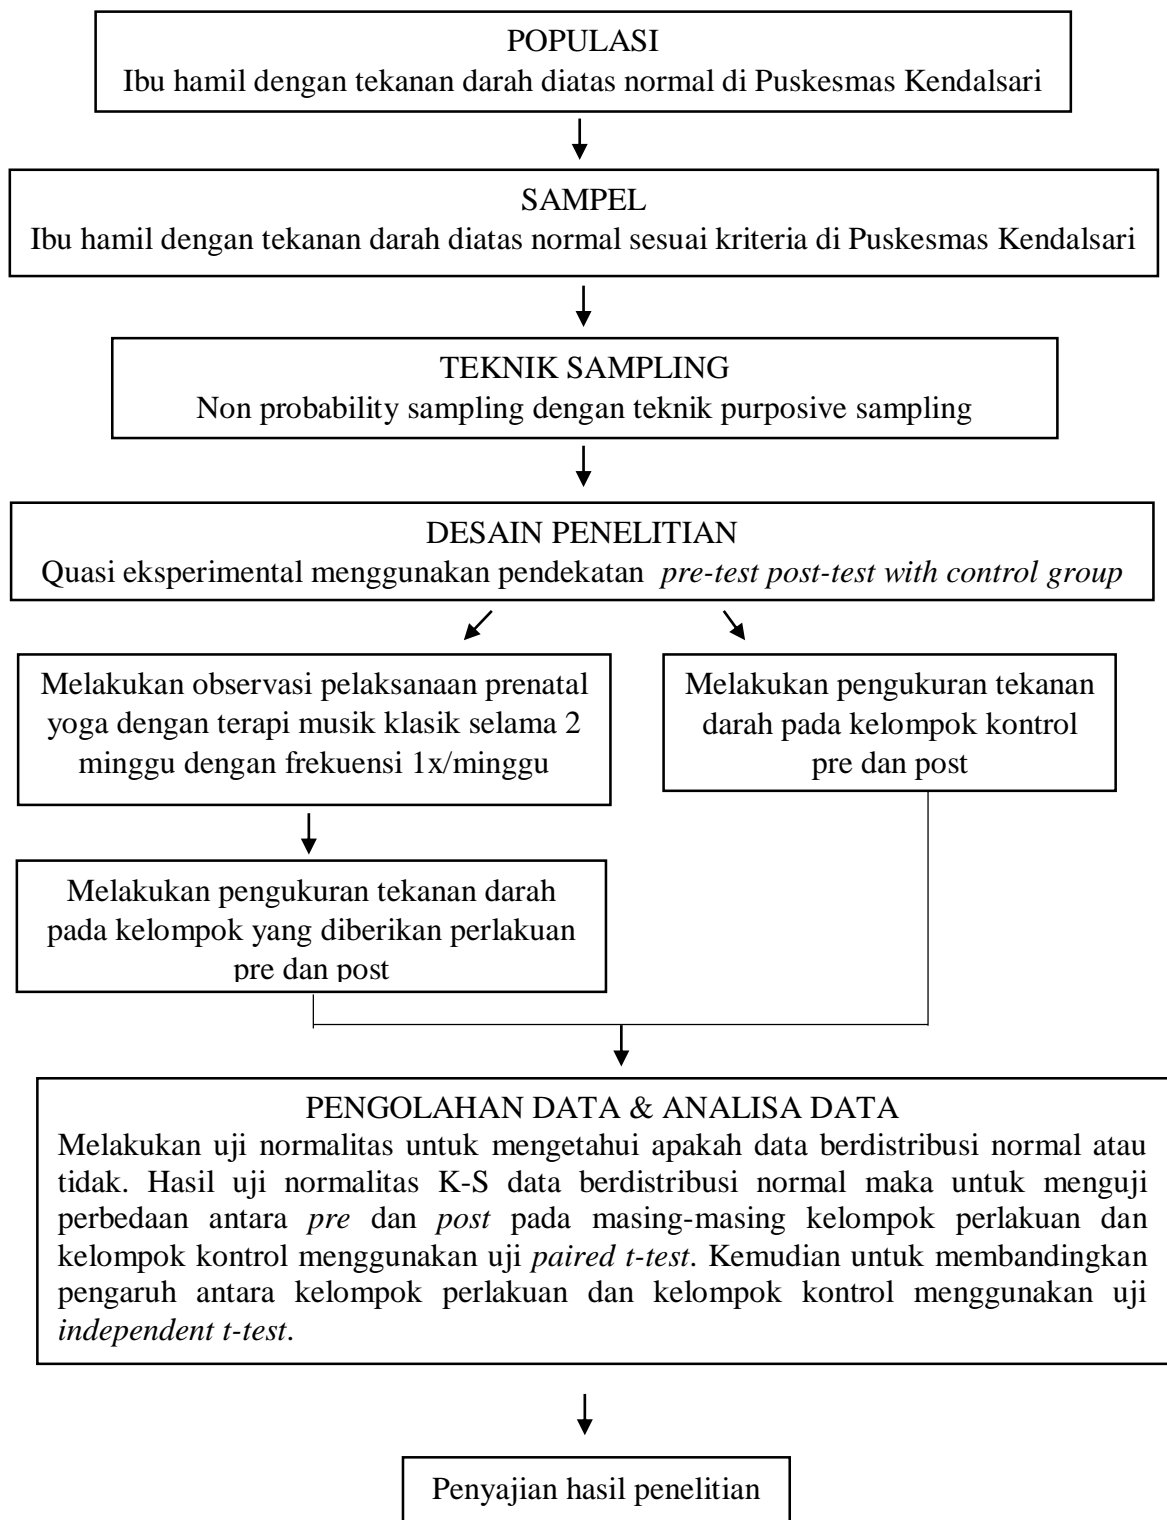 POPULASI
Ibu hamil dengan tekanan darah diatas normal di Puskesmas Kendalsari
SAMPEL
Ibu hamil dengan tekanan darah diatas normal sesuai kriteria di Puskesmas Kendalsari
TEKNIK SAMPLING
Non probability sampling dengan teknik purposive sampling
DESAIN PENELITIAN
Quasi eksperimental menggunakan pendekatan pre-test post-test with control group
Melakukan observasi pelaksanaan prenatal
yoga dengan terapi musik klasik selama 2
minggu dengan frekuensi 1x/minggu
Melakukan pengukuran tekanan
darah pada kelompok kontrol
pre dan post
Melakukan pengukuran tekanan darah
pada kelompok yang diberikan perlakuan
pre dan post
PENGOLAHAN DATA & ANALISA DATA
Melakukan uji normalitas untuk mengetahui apakah data berdistribusi normal atau
tidak. Hasil uji normalitas K-S data berdistribusi normal maka untuk menguji
perbedaan antara pre dan post pada masing-masing kelompok perlakuan dan
kelompok kontrol menggunakan uji paired t-test. Kemudian untuk membandingkan
pengaruh antara kelompok perlakuan dan kelompok kontrol menggunakan uji
independent t-test.
Penyajian hasil penelitian